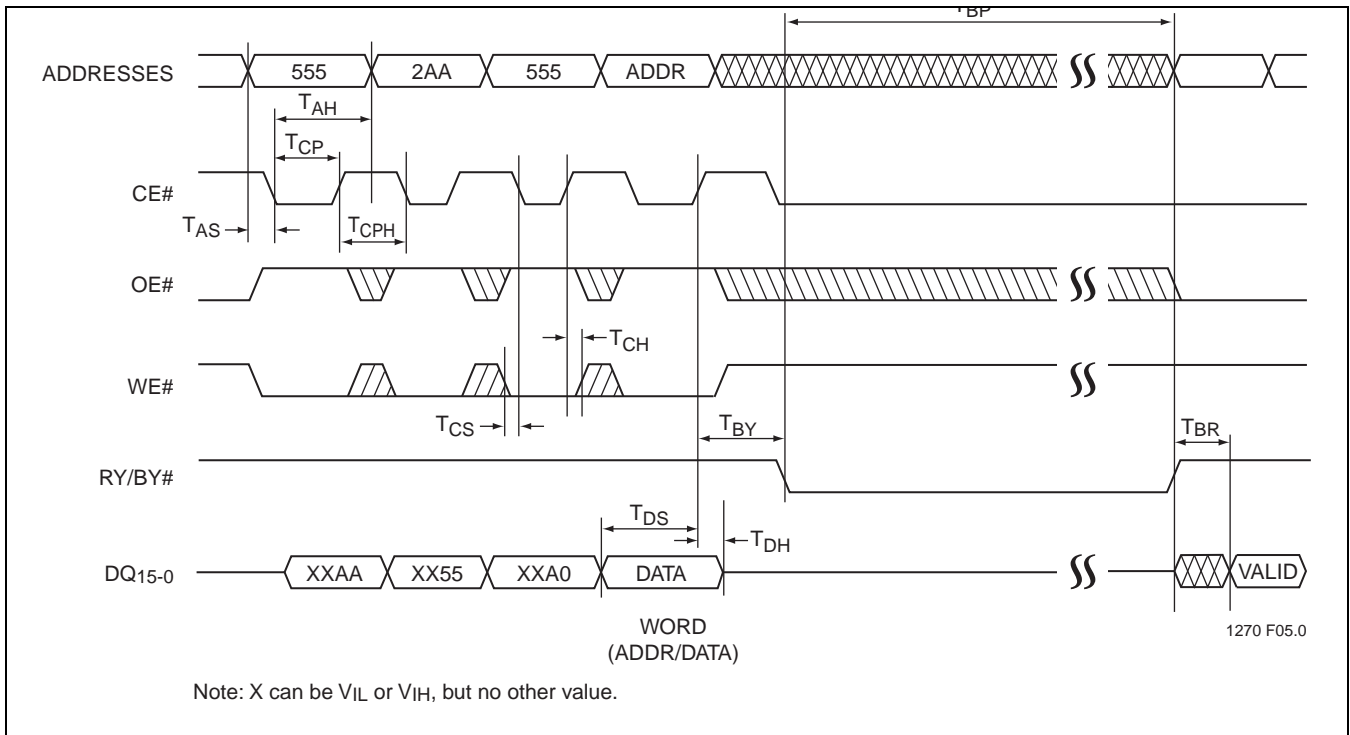 TBP
ADDRESSES 555 2AA 555 ADDR
TAH
TCP
CE#
TAS TCPH
OE#
TCH
WE#
TCS TBY TBR
RY/BY#
TDS
TDH
DQ15-0 XXAA XX55 XXA0 DATA VALID
WORD
(ADDR/DATA)
1270 F05.0
Note: X can be VIL or VIH, but no other value.